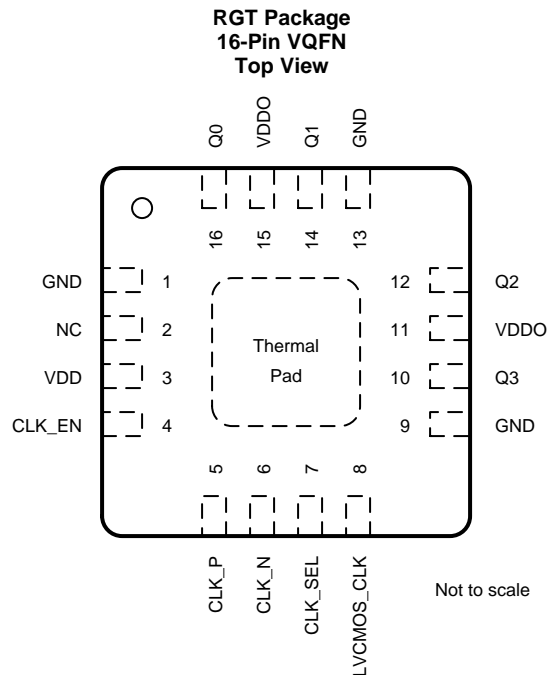 RGT Package
16-Pin VQFN
Top View
Q0
VDDO
Q1
GND
16
15
14
13
GND 1
NC 2
VDD 3
CLK_EN 4
12 Q2
11 VDDO
10 Q3
9 GND
Thermal
Pad
5
6
7
8
CLK_P
CLK_N
CLK_SEL
LVCMOS_CLK
Not to scale